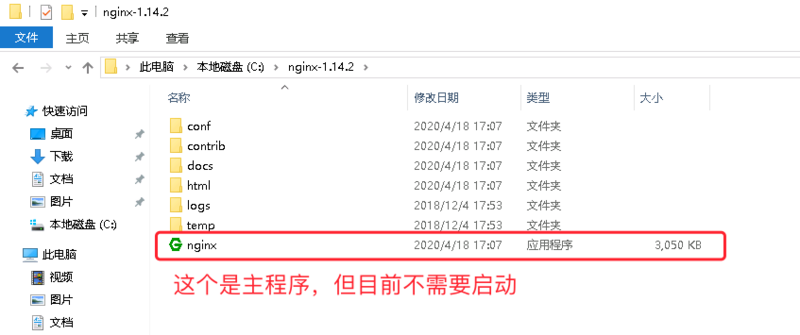 nginx-1.14.2
文件 主页 共享 查看
此电脑 本地磁盘 (C:) nginx-1.14.2
名称 修改日期 类型 大小
快速访问
桌面
下载
文档
图片
本地磁盘 (C:)
此电脑
视频
图片
文档
conf 2020/4/18 17:07 文件夹
contrib 2020/4/18 17:07 文件夹
docs 2020/4/18 17:07 文件夹
html 2020/4/18 17:07 文件夹
logs 2018/12/4 17:53 文件夹
temp 2018/12/4 17:53 文件夹
nginx 2020/4/18 17:07 应用程序 3,050 KB
这个是主程序，但目前不需要启动